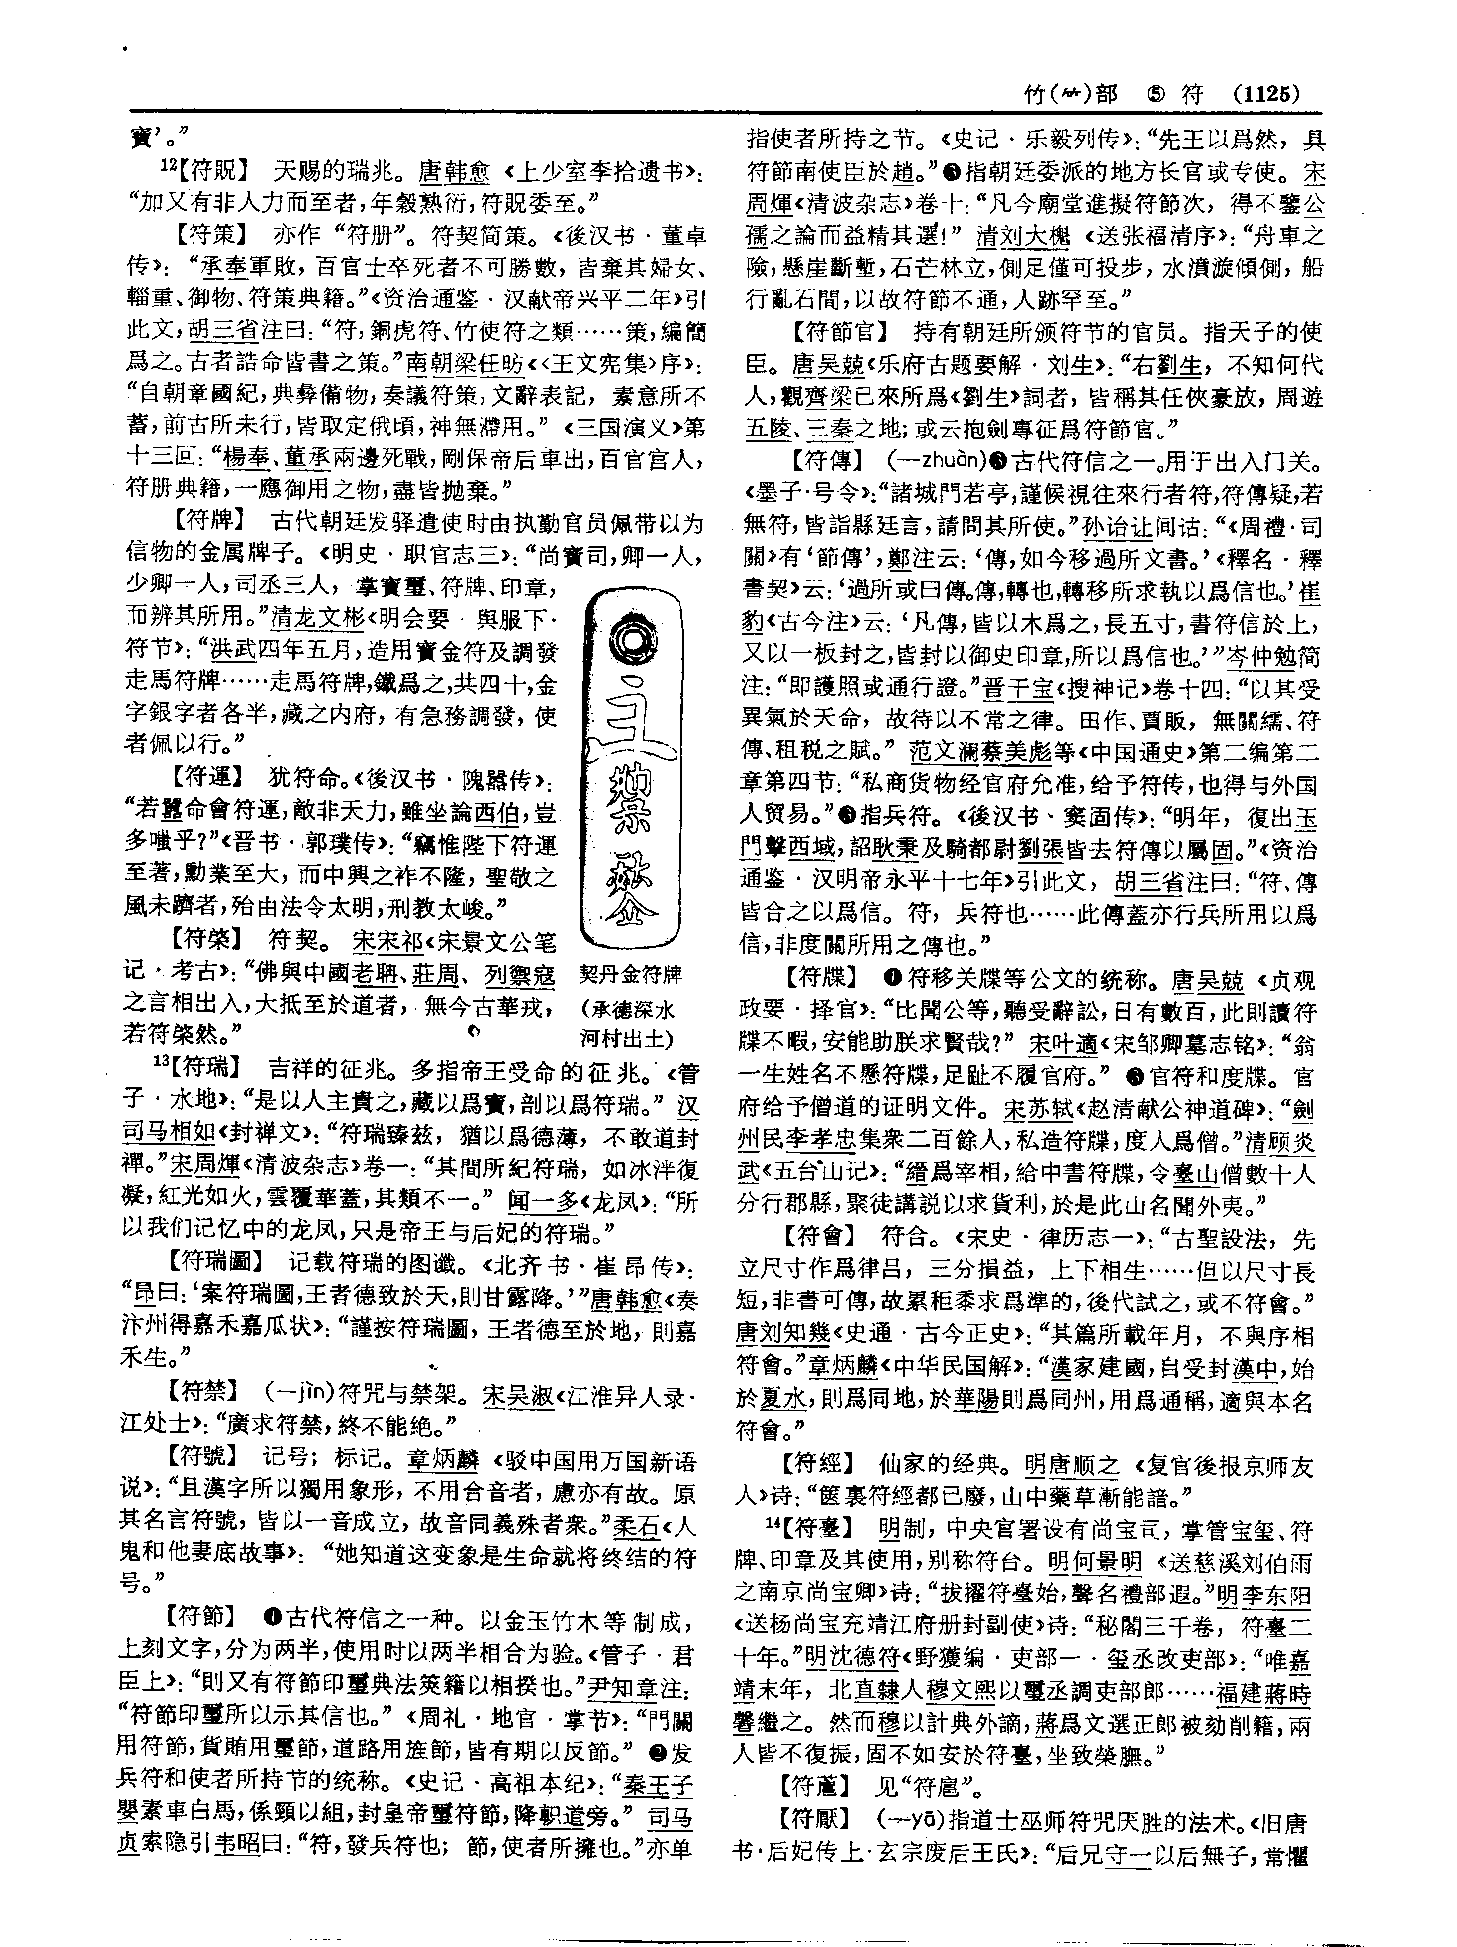 竹(⺮)部 ⑤ 符 (1125)
寶’。”
12【符貺】 天赐的瑞兆。唐韩愈《上少室李拾遗书》:
“加又有非人力而至者,年穀熟衍,符貺委至。”
【符策】 亦作“符册”。符契简策。《後汉书·董卓
传》:“承奉軍敗,百官士卒死者不可勝數,皆棄其婦女、
輜重、御物、符策典籍。”《资治通鉴·汉献帝兴平二年》引
此文,胡三省注曰:“符,銅虎符、竹使符之類……策,編簡
爲之。古者誥命皆書之策。”南朝梁任昉《〈王文宪集〉序》:
“自朝章國紀,典彝備物,奏議符策,文辭表記,素意所不
蓄,前古所未行,皆取定俄頃,神無滯用。”《三国演义》第
十三回:“楊奉、董承兩邊死戰,剛保帝后車出,百官宫人,
符册典籍,一應御用之物,盡皆抛棄。”
【符牌】 古代朝廷发驿遣使时由执勤官员佩带以为
信物的金属牌子。《明史·职官志三》:“尚寶司,卿一人,
少卿一人,司丞三人,掌寶璽、符牌、印章,
而辨其所用。”清龙文彬《明会要·舆服下·
符节》:“洪武四年五月,造用寶金符及調發
走馬符牌……走馬符牌,鐵爲之,共四十,金
字銀字者各半,藏之内府,有急務調發,使
者佩以行。”
【符運】 犹符命。《後汉书·隗嚣传》:
“若囂命會符運,敵非天力,雖坐論西伯,豈
多嗤乎?”《晋书·郭璞传》:“竊惟陛下符運
至著,勳業至大,而中興之祚不隆,聖敬之
風未躋者,殆由法令太明,刑教太峻。”
【符棨】 符契。宋宋祁《宋景文公笔
记·考古》:“佛與中國老聃、莊周、列禦寇
之言相出入,大抵至於道者,無今古華戎,
若符棨然。”
契丹金符牌
(承德深水
河村出土)
13【符瑞】 吉祥的征兆。多指帝王受命的征兆。《管
子·水地》:“是以人主貴之,藏以爲寶,剖以爲符瑞。”汉
司马相如《封禅文》:“符瑞臻兹,猶以爲德薄,不敢道封
禪。”宋周煇《清波杂志》卷一:“其間所紀符瑞,如冰泮復
凝,紅光如火,雲覆華蓋,其類不一。”闻一多《龙凤》:“所
以我们记忆中的龙凤,只是帝王与后妃的符瑞。”
【符瑞圖】 记载符瑞的图谶。《北齐书·崔昂传》:
“昂曰:‘案符瑞圖,王者德致於天,則甘露降。’”唐韩愈《奏
汴州得嘉禾嘉瓜状》:“謹按符瑞圖,王者德至於地,則嘉
禾生。”
【符禁】 (—jìn)符咒与禁架。宋吴淑《江淮异人录·
江处士》:“廣求符禁,終不能絶。”
【符號】 记号;标记。章炳麟《驳中国用万国新语
说》:“且漢字所以獨用象形,不用合音者,慮亦有故。原
其名言符號,皆以一音成立,故音同義殊者衆。”柔石《人
鬼和他妻底故事》:“她知道这变象是生命就将终结的符
号。”
【符節】 ❶古代符信之一种。以金玉竹木等制成,
上刻文字,分为两半,使用时以两半相合为验。《管子·君
臣上》:“則又有符節印璽典法筴籍以相揆也。”尹知章注:
“符節印璽所以示其信也。”《周礼·地官·掌节》:“門關
用符節,貨賄用璽節,道路用旌節,皆有期以反節。”❷发
兵符和使者所持节的统称。《史记·高祖本纪》:“秦王子
嬰素車白馬,係頸以組,封皇帝璽符節,降軹道旁。”司马
贞索隐引韦昭曰:“符,發兵符也;節,使者所擁也。”亦单
指使者所持之节。《史记·乐毅列传》:“先王以爲然,具
符節南使臣於趙。”❸指朝廷委派的地方长官或专使。宋
周煇《清波杂志》卷十:“凡今廟堂進擬符節次,得不鑒公
孺之論而益精其選!”清刘大櫆《送张福清序》:“舟車之
險,懸崖斷塹,石芒林立,側足僅可投步,水濆漩傾側,船
行亂石間,以故符節不通,人跡罕至。”
【符節官】 持有朝廷所颁符节的官员。指天子的使
臣。唐吴兢《乐府古题要解·刘生》:“右劉生,不知何代
人,觀齊梁已來所爲《劉生》詞者,皆稱其任俠豪放,周遊
五陵、三秦之地;或云抱劍專征爲符節官。”
【符傳】 (—zhuàn)❶古代符信之一。用于出入门关。
《墨子·号令》:“諸城門若亭,謹候視往來行者符,符傳疑,若
無符,皆詣縣廷言,請問其所使。”孙诒让间诂:“《周禮·司
關》有‘節傳’,鄭注云:‘傳,如今移過所文書。’《釋名·釋
書契》云:‘過所或曰傳。傳,轉也,轉移所求執以爲信也。’崔
豹《古今注》云:‘凡傳,皆以木爲之,長五寸,書符信於上,
又以一板封之,皆封以御史印章,所以爲信也。’”岑仲勉简
注:“即護照或通行證。”晋干宝《搜神记》卷十四:“以其受
異氣於天命,故待以不常之律。田作、賈販,無關繻、符
傳、租税之賦。”范文澜蔡美彪等《中国通史》第二编第二
章第四节:“私商货物经官府允准,给予符传,也得与外国
人贸易。”❷指兵符。《後汉书·窦固传》:“明年,復出玉
門擊西域,詔耿秉及騎都尉劉張皆去符傳以屬固。”《资治
通鉴·汉明帝永平十七年》引此文,胡三省注曰:“符、傳
皆合之以爲信。符,兵符也……此傳蓋亦行兵所用以爲
信,非度關所用之傳也。”
【符牒】 ❶符移关牒等公文的统称。唐吴兢《贞观
政要·择官》:“比聞公等,聽受辭訟,日有數百,此則讀符
牒不暇,安能助朕求賢哉?”宋叶適《宋邹卿墓志铭》:“翁
一生姓名不懸符牒,足趾不履官府。”❷官符和度牒。官
府给予僧道的证明文件。宋苏轼《赵清献公神道碑》:“劍
州民李孝忠集衆二百餘人,私造符牒,度人爲僧。”清顾炎
武《五台山记》:“縉爲宰相,給中書符牒,令臺山僧數十人
分行郡縣,聚徒講説以求貨利,於是此山名聞外夷。”
【符會】 符合。《宋史·律历志一》:“古聖設法,先
立尺寸作爲律吕,三分損益,上下相生……但以尺寸長
短,非書可傳,故累秬黍求爲準的,後代試之,或不符會。”
唐刘知幾《史通·古今正史》:“其篇所載年月,不與序相
符會。”章炳麟《中华民国解》:“漢家建國,自受封漢中,始
於夏水,則爲同地,於華陽則爲同州,用爲通稱,適與本名
符會。”
【符經】 仙家的经典。明唐顺之《复官後报京师友
人》诗:“篋裏符經都已廢,山中藥草漸能諳。”
14【符臺】 明制,中央官署设有尚宝司,掌管宝玺、符
牌、印章及其使用,别称符台。明何景明《送慈溪刘伯雨
之南京尚宝卿》诗:“拔擢符臺始,聲名禮部遐。”明李东阳
《送杨尚宝充靖江府册封副使》诗:“秘閣三千卷,符臺二
十年。”明沈德符《野獲编·吏部一·玺丞改吏部》:“唯嘉
靖末年,北直隸人穆文熙以璽丞調吏部郎……福建蔣時
馨繼之。然而穆以計典外謫,蔣爲文選正郎被劾削籍,兩
人皆不復振,固不如安於符臺,坐致榮膴。”
【符蓲】 见“符扈”。
【符厭】 (—yā)指道士巫师符咒厌胜的法术。《旧唐
书·后妃传上·玄宗废后王氏》:“后兄守一以后無子,常懼